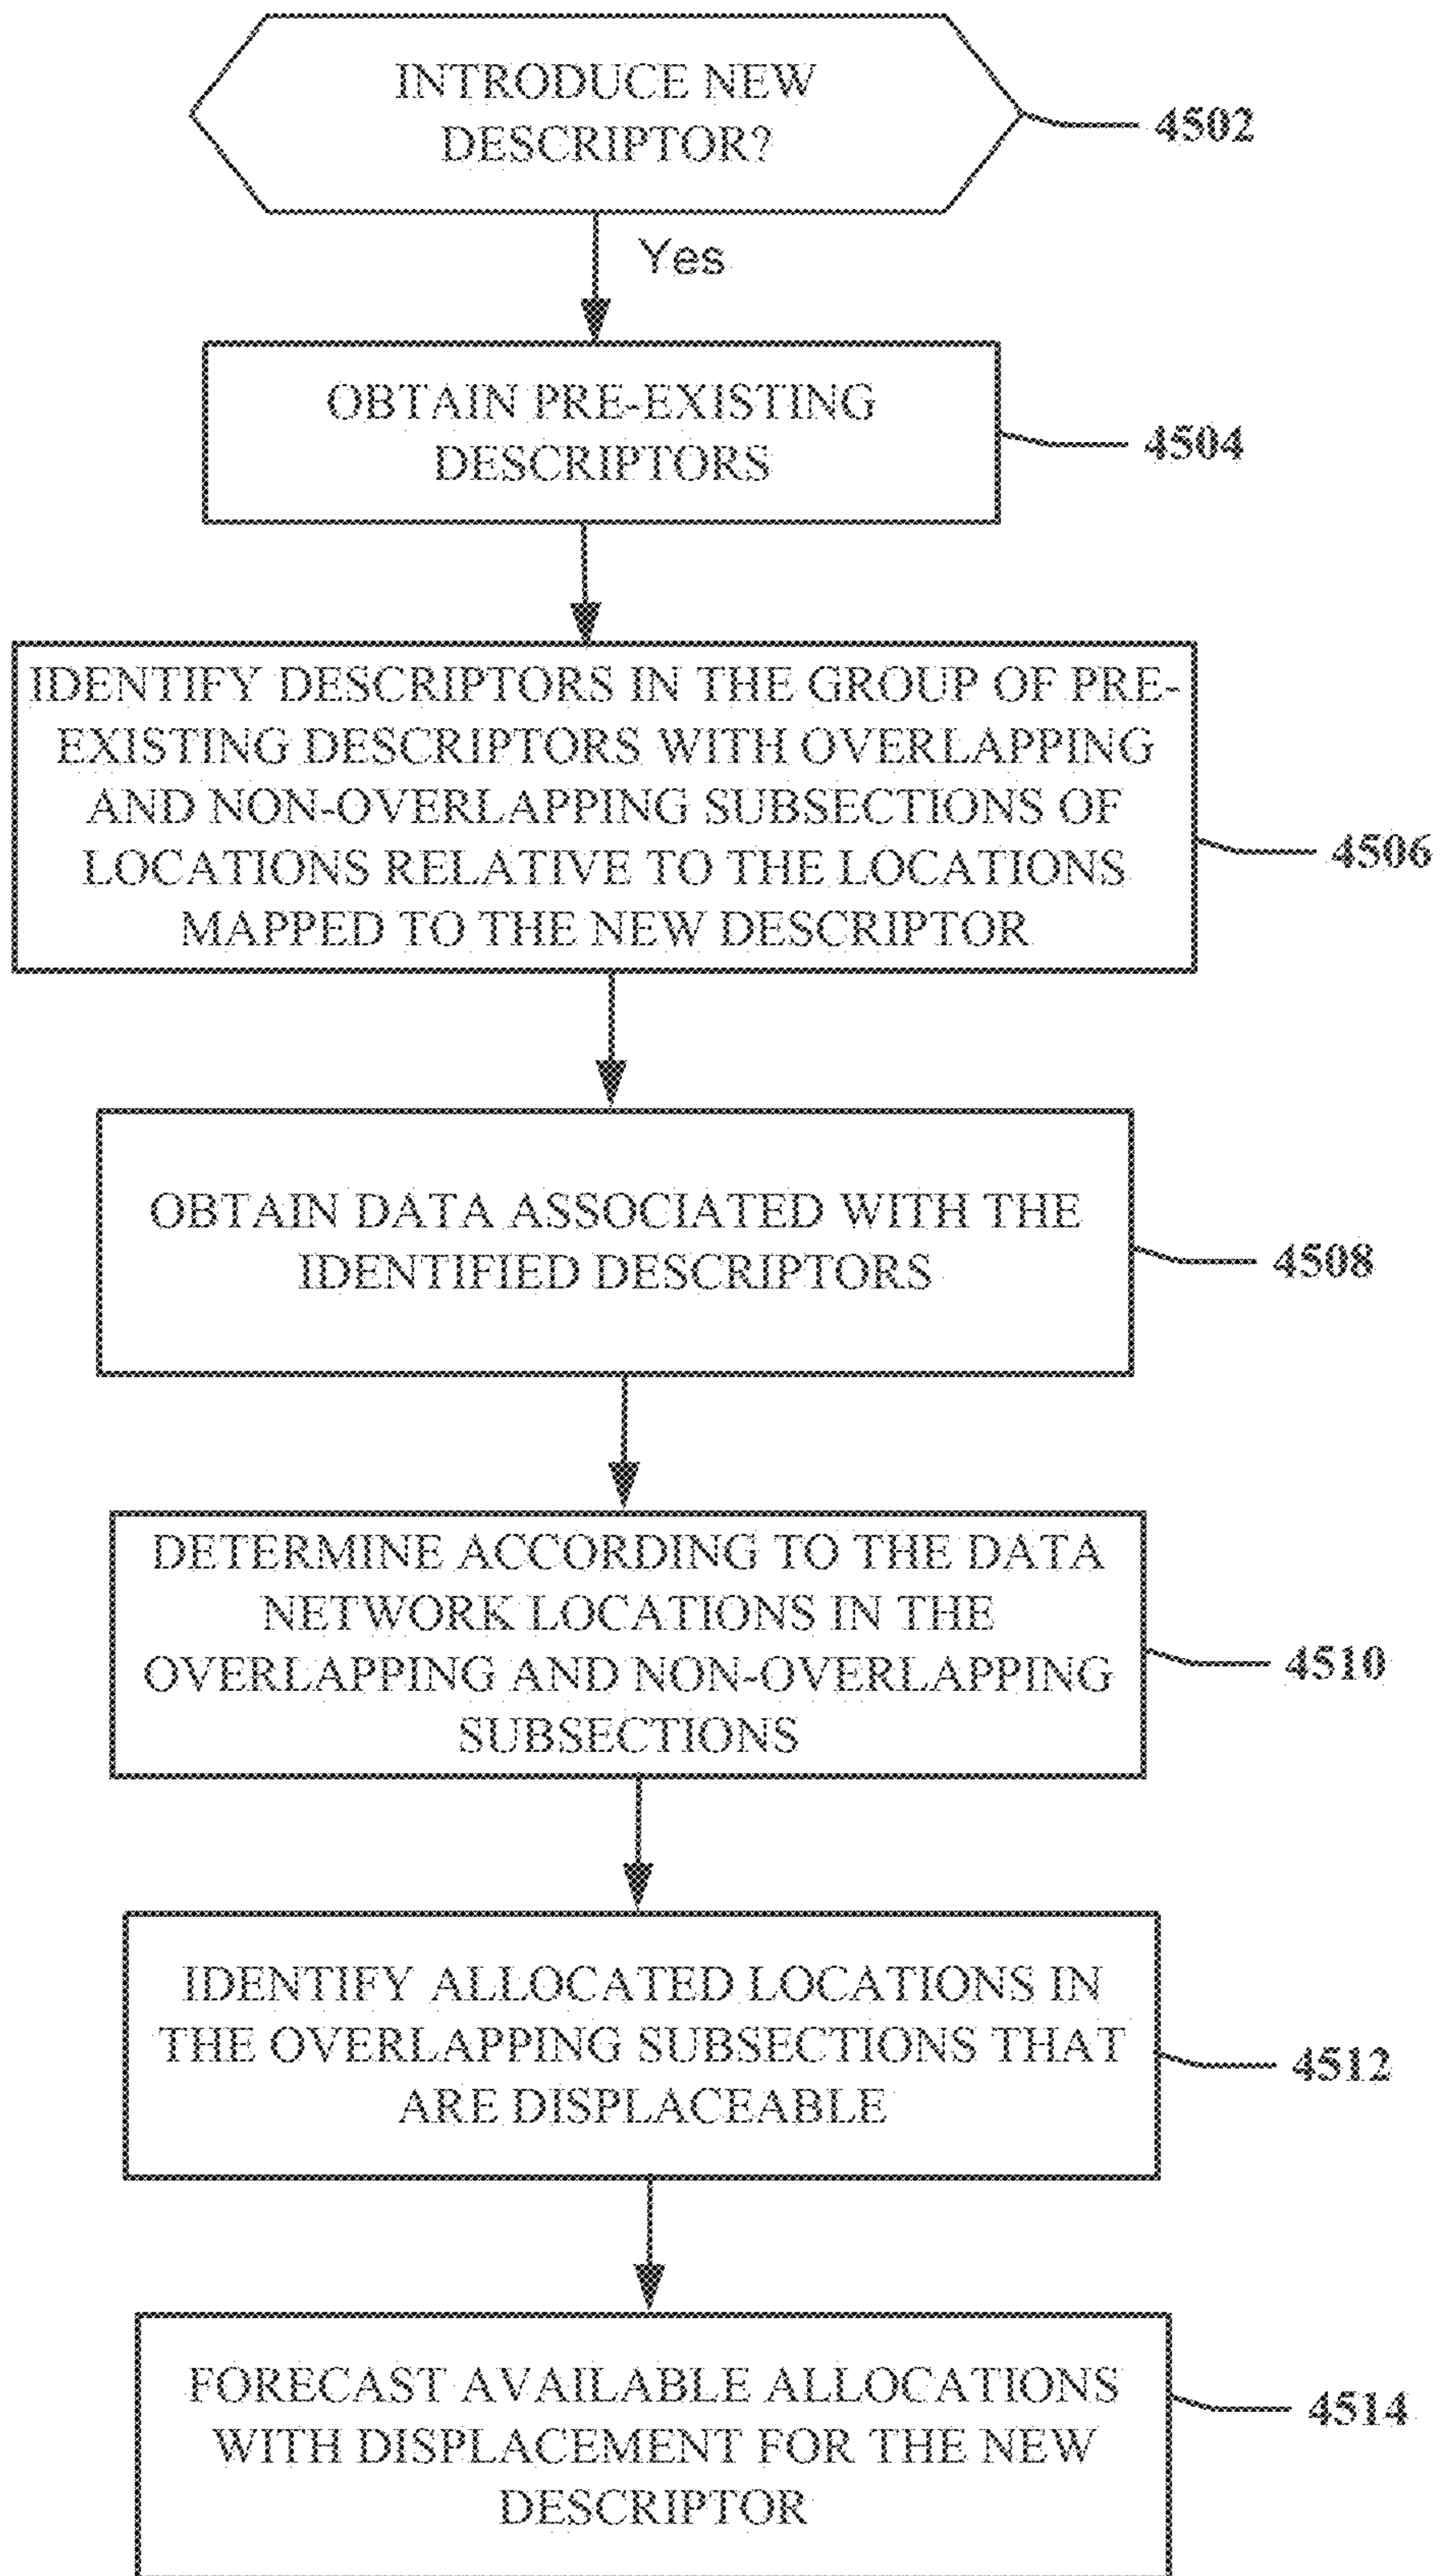 INTRODUCE NEW
DESCRIPTOR?
4502
Yes
OBTAIN PRE-EXISTING
DESCRIPTORS
4504
IDENTIFY DESCRIPTORS IN THE GROUP OF PRE-
EXISTING DESCRIPTORS WITH OVERLAPPING
AND NON-OVERLAPPING SUBSECTIONS OF
LOCATIONS RELATIVE TO THE LOCATIONS
MAPPED TO THE NEW DESCRIPTOR
4506
OBTAIN DATA ASSOCIATED WITH THE
IDENTIFIED DESCRIPTORS
4508
DETERMINE ACCORDING TO THE DATA
NETWORK LOCATIONS IN THE
OVERLAPPING AND NON-OVERLAPPING
SUBSECTIONS
4510
IDENTIFY ALLOCATED LOCATIONS IN
THE OVERLAPPING SUBSECTIONS THAT
ARE DISPLACEABLE
4512
FORECAST AVAILABLE ALLOCATIONS
WITH DISPLACEMENT FOR THE NEW
DESCRIPTOR
4514